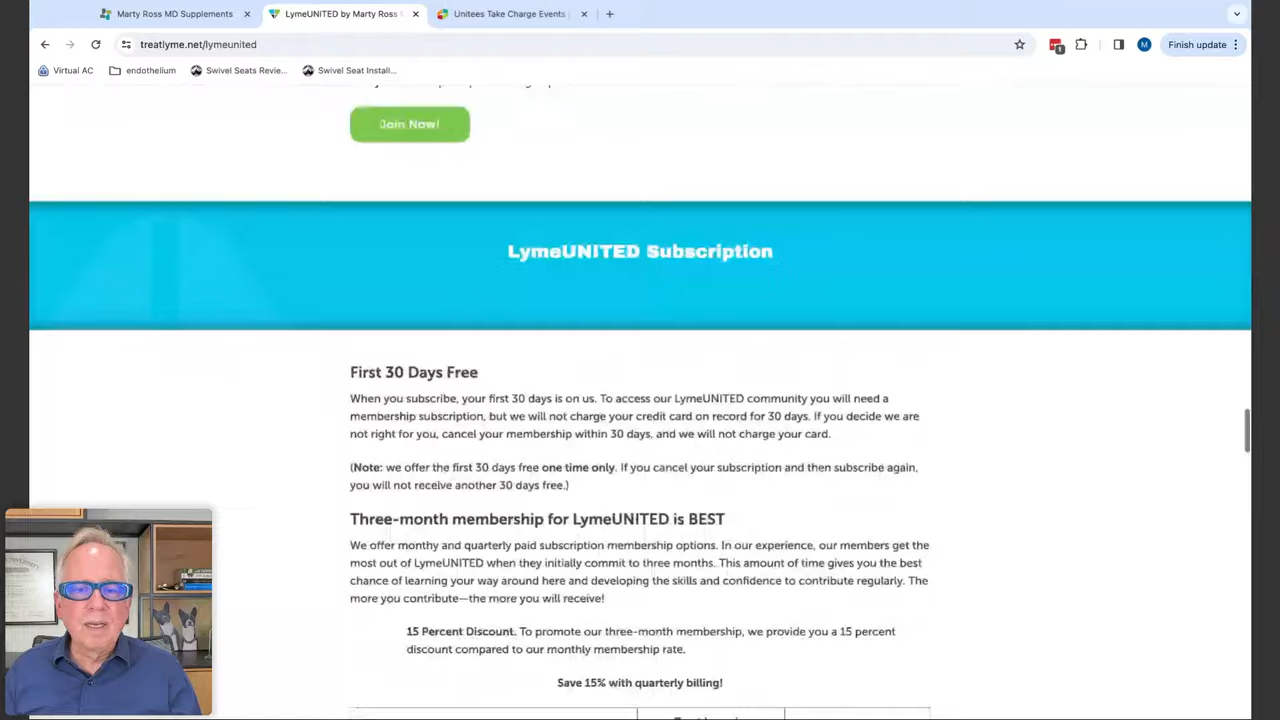 Marty Ross MD Supplements
LymeUNITED by Marty Ross
Unitees Take Charge Events
treatlyme.net/lymeunited
1
M
Finish update
Virtual AC
endothelium
Swivel Seats Revie...
Swivel Seat Install...
Join Now!
LymeUNITED Subscription
First 30 Days Free
When you subscribe, your first 30 days is on us. To access our LymeUNITED community you will need a
membership subscription, but we will not charge your credit card on record for 30 days. If you decide we are
not right for you, cancel your membership within 30 days, and we will not charge your card.
(Note: we offer the first 30 days free one time only. If you cancel your subscription and then subscribe again,
you will not receive another 30 days free.)
Three-month membership for LymeUNITED is BEST
We offer monthy and quarterly paid subscription membership options. In our experience, our members get the
most out of LymeUNITED when they initially commit to three months. This amount of time gives you the best
chance of learning your way around here and developing the skills and confidence to contribute regularly. The
more you contribute—the more you will receive!
15 Percent Discount. To promote our three-month membership, we provide you a 15 percent
discount compared to our monthly membership rate.
Save 15% with quarterly billing!